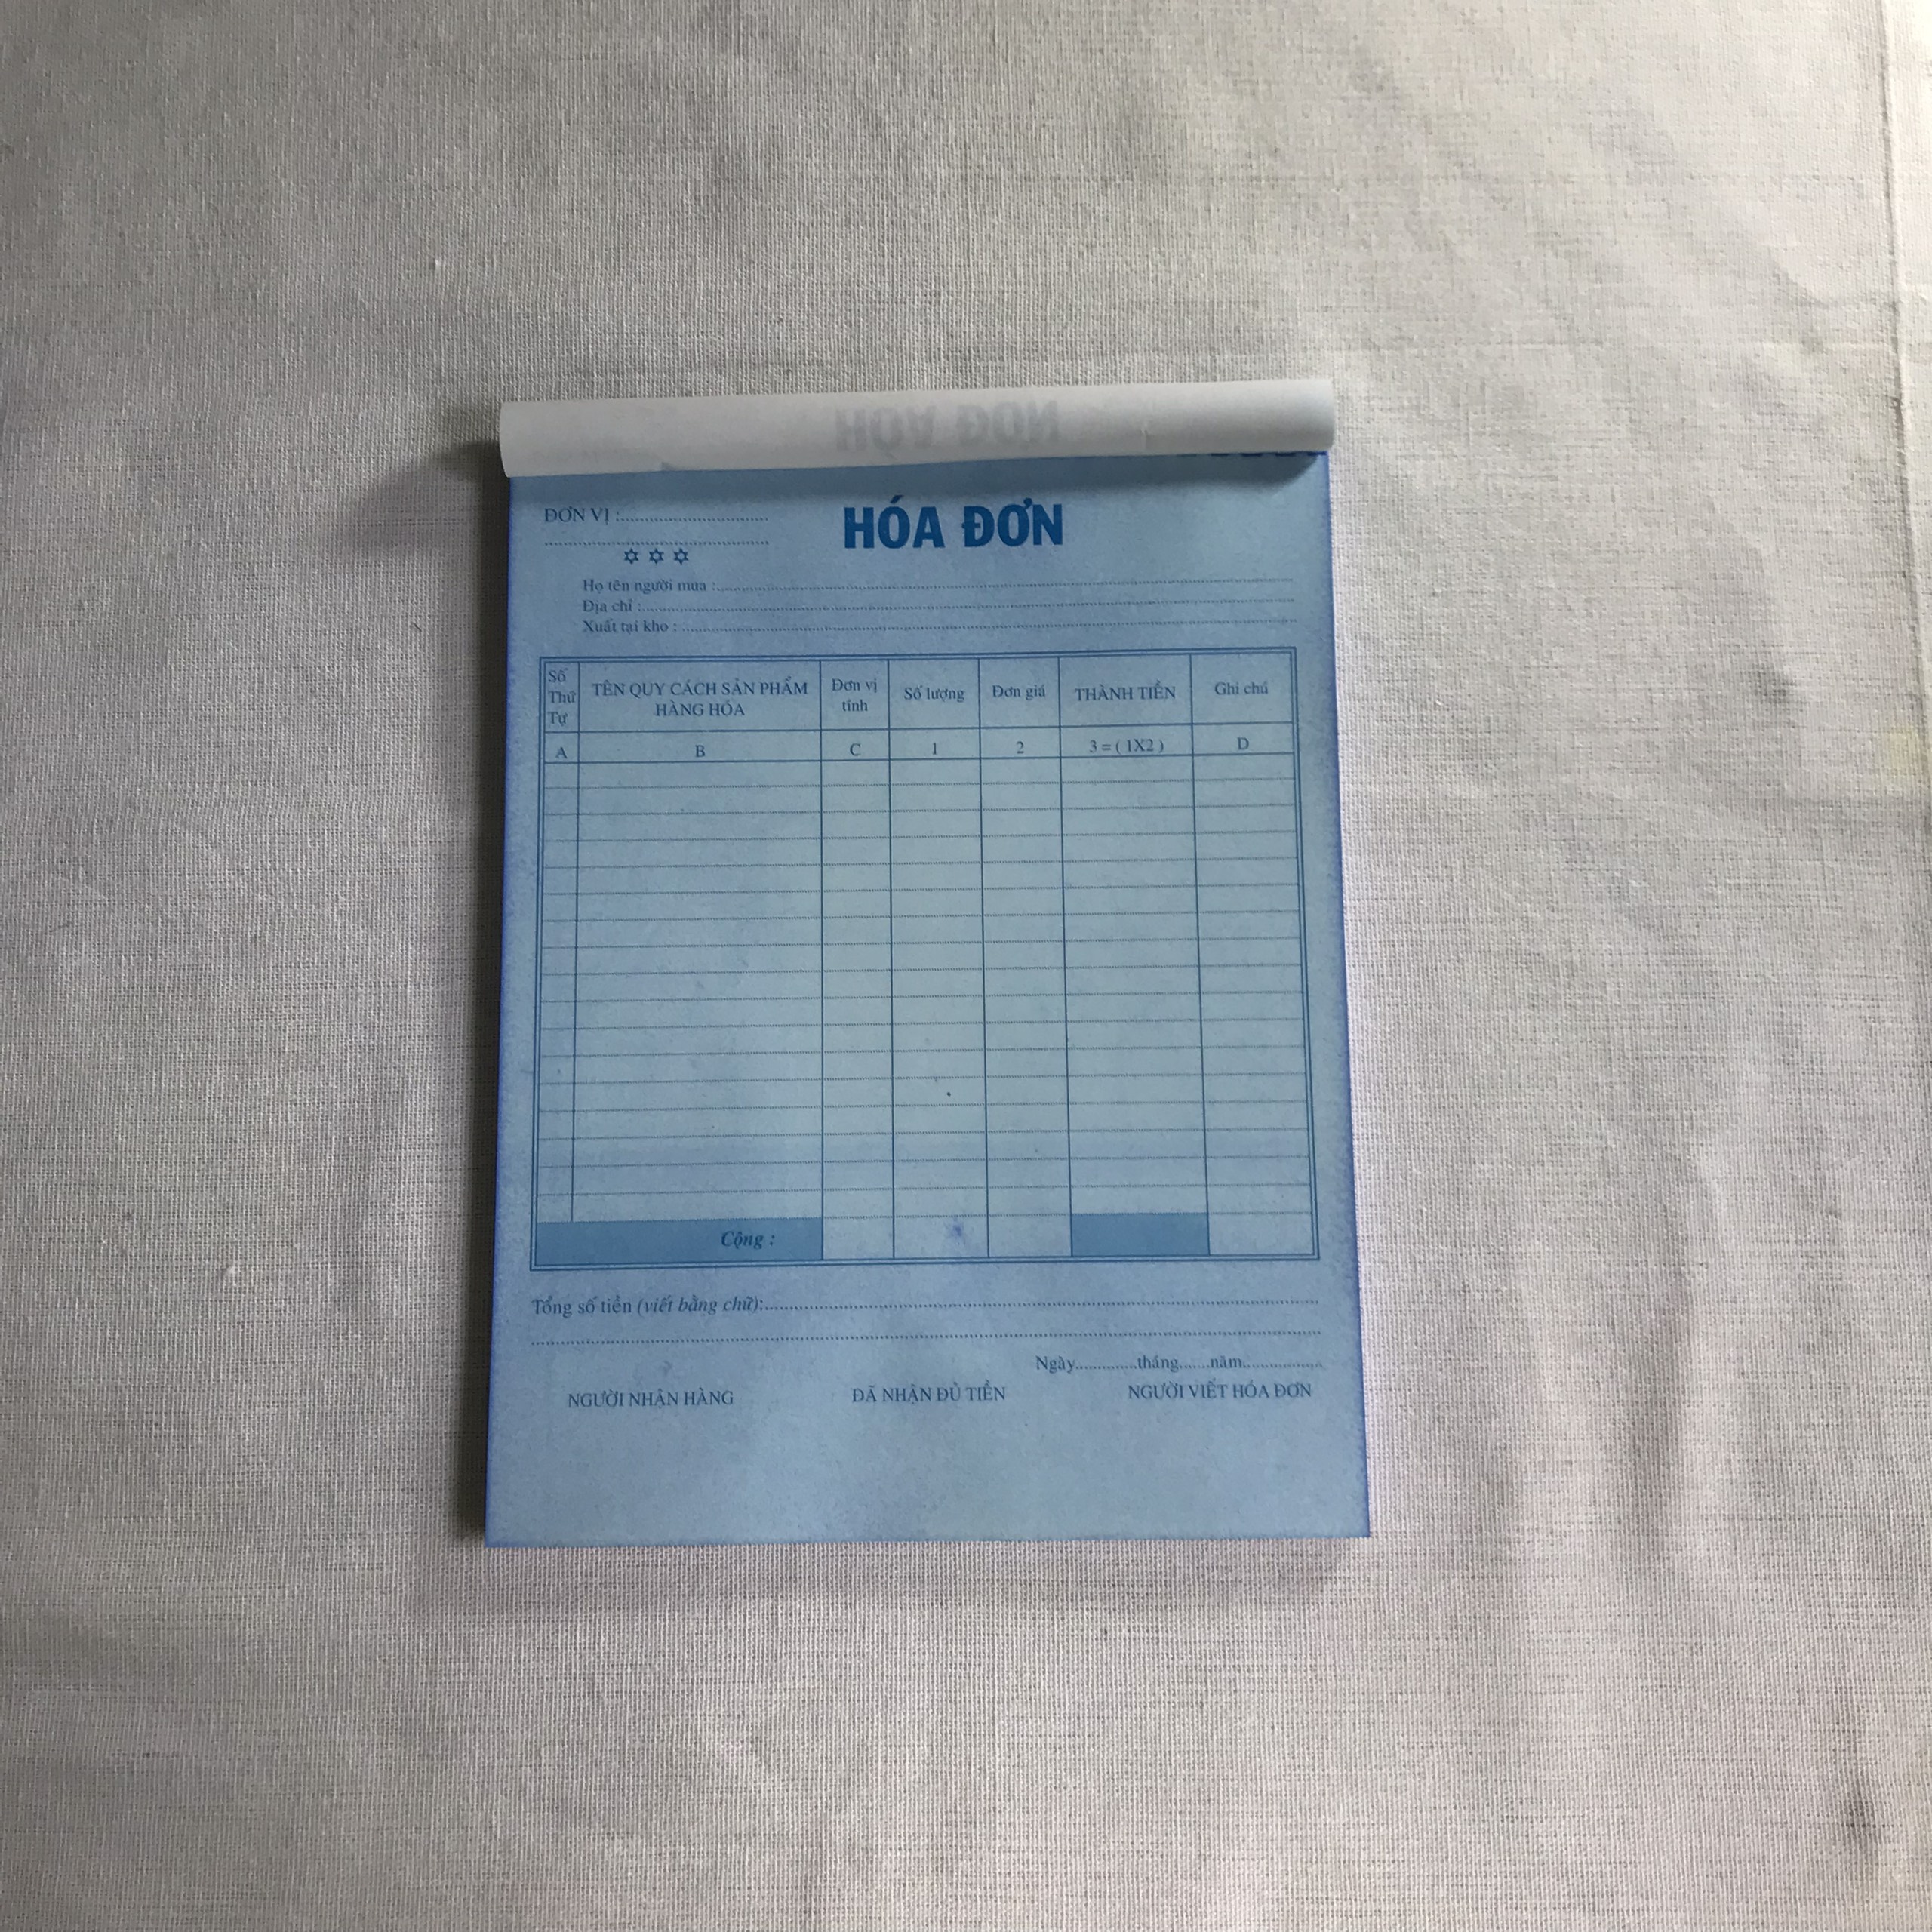 HÓA ĐƠN
ĐƠN VỊ :..............................
..............................
✡ ✡ ✡
HÓA ĐƠN
Họ tên người mua :..............................
Địa chỉ :..............................
Xuất tại kho : ..............................
Số Thứ Tự
TÊN QUY CÁCH SẢN PHẨM
HÀNG HÓA
Đơn vị tính
Số lượng
Đơn giá
THÀNH TIỀN
Ghi chú
A B C 1 2 3 = ( 1X2 ) D
Cộng :
Tổng số tiền (viết bằng chữ):..............................
..............................
Ngày.............tháng.......năm.................
NGƯỜI NHẬN HÀNG ĐÃ NHẬN ĐỦ TIỀN NGƯỜI VIẾT HÓA ĐƠN